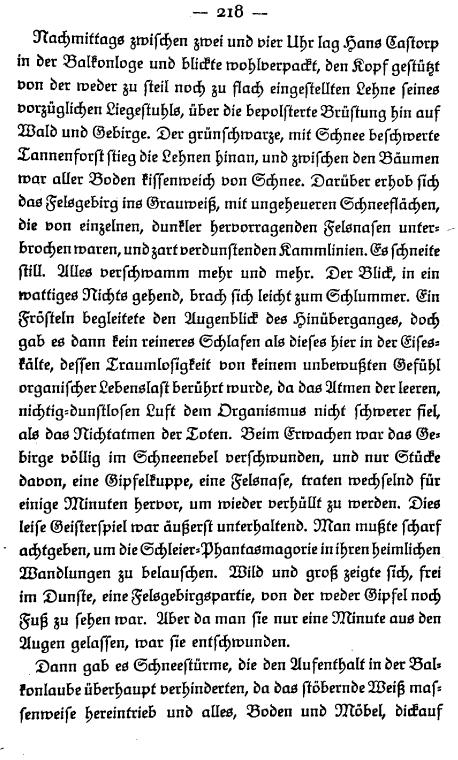 — 218 —
Nachmittags zwischen zwei und vier Uhr lag Hans Castorp
in der Balkonloge und blickte wohlverpackt, den Kopf gestützt
von der weder zu steil noch zu flach eingestellten Lehne seines
vorzüglichen Liegestuhls, über die bepolsterte Brüstung hin auf
Wald und Gebirge. Der grünschwarze, mit Schnee beschwerte
Tannenforst stieg die Lehnen hinan, und zwischen den Bäumen
war aller Boden kissenweich von Schnee. Darüber erhob sich
das Felsgebirg ins Grauweiß, mit ungeheueren Schneeflächen,
die von einzelnen, dunkler hervorragenden Felsnasen unter-
brochen waren, und zart verdunstenden Kammlinien. Es schneite
still. Alles verschwamm mehr und mehr. Der Blick, in ein
wattiges Nichts gehend, brach sich leicht zum Schlummer. Ein
Frösteln begleitete den Augenblick des Hinüberganges, doch
gab es dann kein reineres Schlafen als dieses hier in der Eises-
kälte, dessen Traumlosigkeit von keinem unbewußten Gefühl
organischer Lebenslast berührt wurde, da das Atmen der leeren,
nichtig-dunstlosen Luft dem Organismus nicht schwerer fiel,
als das Nichtatmen der Toten. Beim Erwachen war das Ge-
birge völlig im Schneenebel verschwunden, und nur Stücke
davon, eine Gipfelkuppe, eine Felsnase, traten wechselnd für
einige Minuten hervor, um wieder verhüllt zu werden. Dies
leise Geisterspiel war äußerst unterhaltend. Man mußte scharf
achtgeben, um die Schleier-Phantasmagorie in ihren heimlichen
Wandlungen zu belauschen. Wild und groß zeigte sich, frei
im Dunste, eine Felsgebirgspartie, von der weder Gipfel noch
Fuß zu sehen war. Aber da man sie nur eine Minute aus den
Augen gelassen, war sie entschwunden.
Dann gab es Schneestürme, die den Aufenthalt in der Bal-
konlaube überhaupt verhinderten, da das stöbernde Weiß mas-
senweise hereintrieb und alles, Boden und Möbel, dick auf